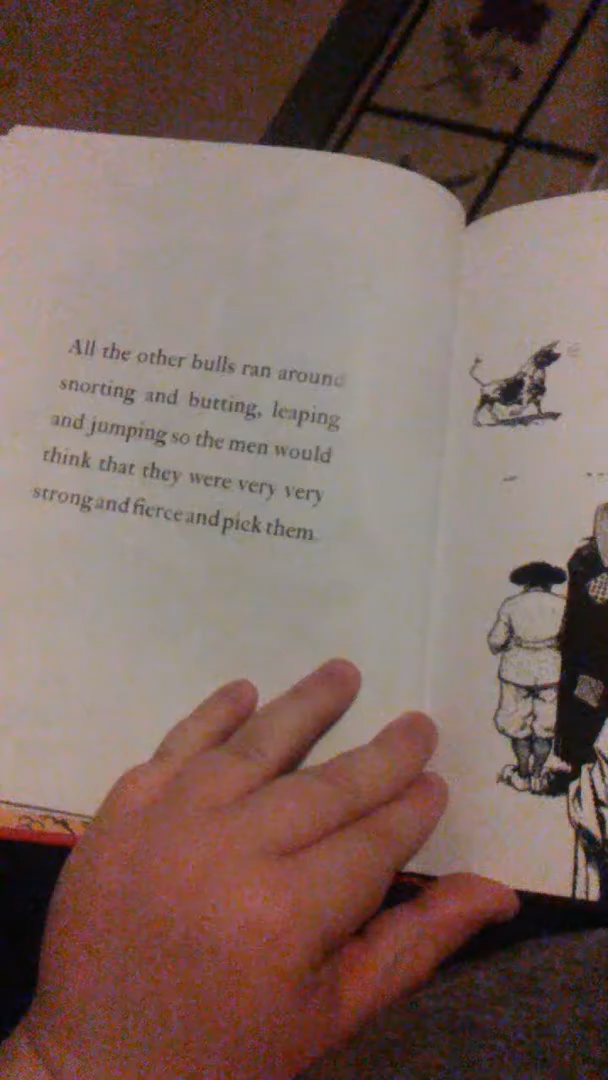 All the other bulls ran around
snorting and butting, leaping
and jumping so the men would
think that they were very very
strong and fierce and pick them.